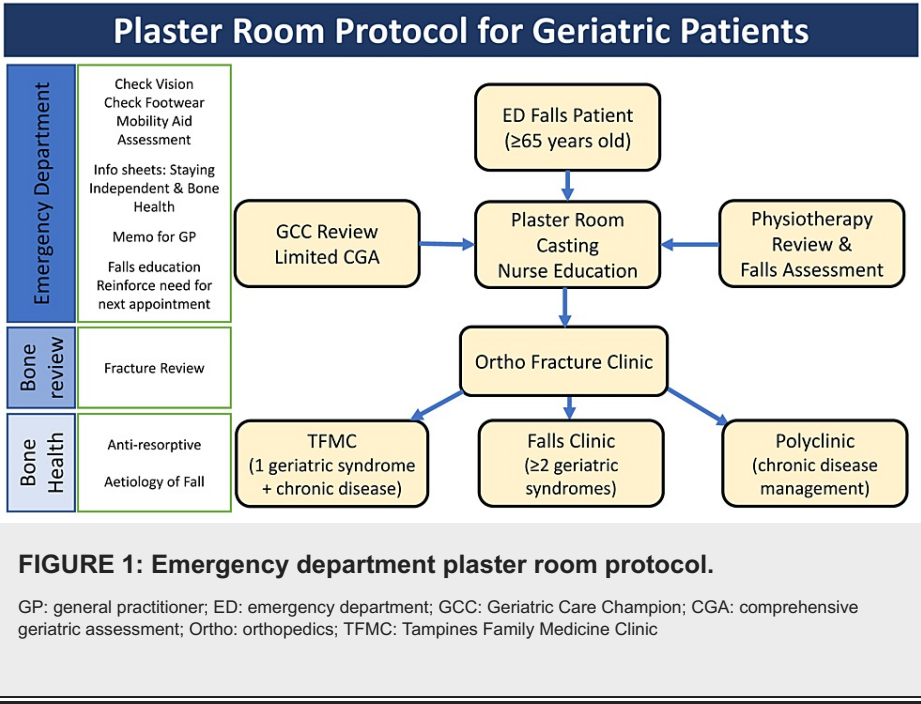 Plaster Room Protocol for Geriatric Patients
Emergency Department
Check Vision
Check Footwear
Mobility Aid
Assessment
Info sheets: Staying
Independent & Bone
Health
Memo for GP
Falls education
Reinforce need for
next appointment
ED Falls Patient
(≥65 years old)
GCC Review
Limited CGA
Plaster Room
Casting
Nurse Education
Physiotherapy
Review &
Falls Assessment
Bone
review
Fracture Review
Ortho Fracture Clinic
Bone
Health
Anti-resorptive
Aetiology of Fall
TFMC
(1 geriatric syndrome
+ chronic disease)
Falls Clinic
(≥2 geriatric
syndromes)
Polyclinic
(chronic disease
management)
FIGURE 1: Emergency department plaster room protocol.
GP: general practitioner; ED: emergency department; GCC: Geriatric Care Champion; CGA: comprehensive
geriatric assessment; Ortho: orthopedics; TFMC: Tampines Family Medicine Clinic